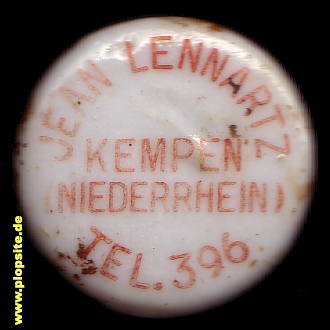 JEAN LENNARTZ
KEMPEN
(NIEDERRHEIN)
TEL. 396
www.plopsite.de